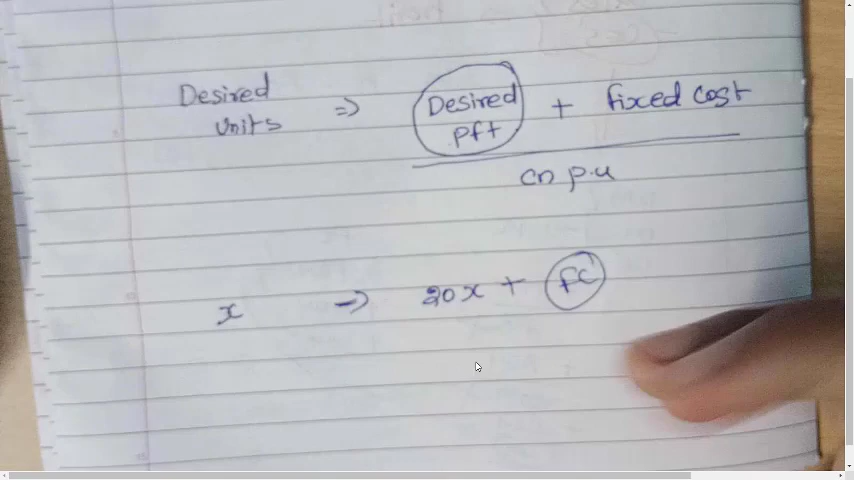 Desired units => Desired pft + fixed cost
cn p.u
x -> 20x + FC